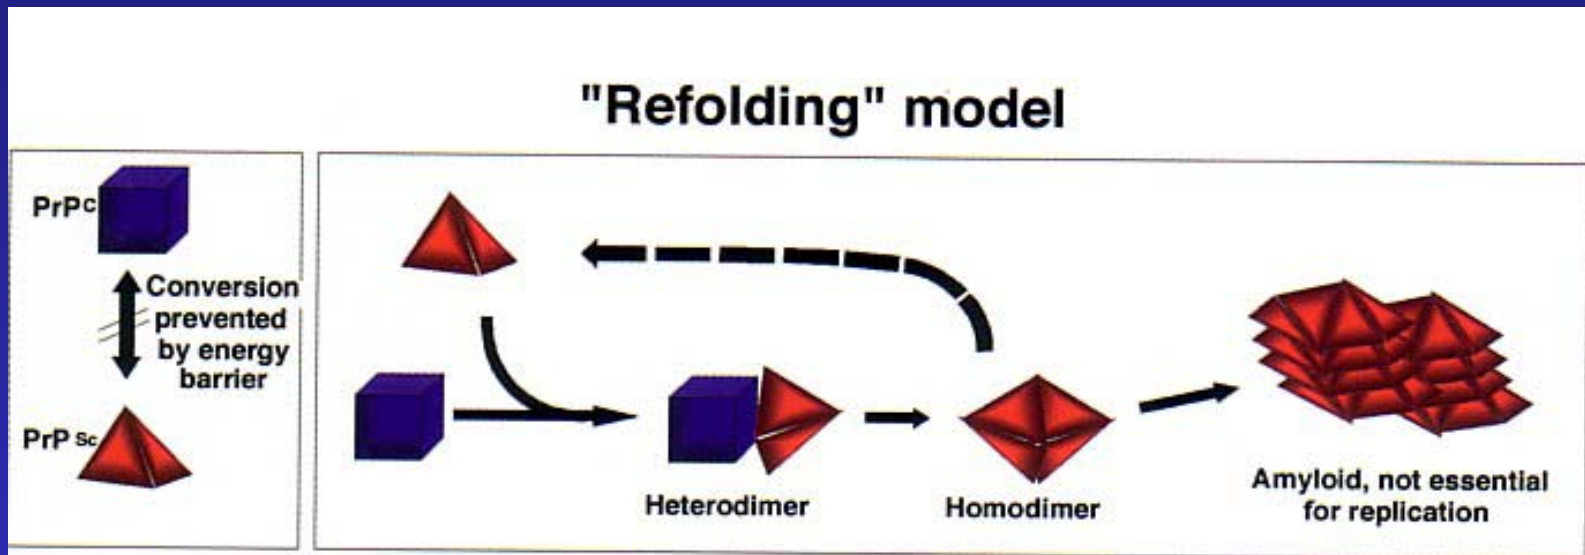 "Refolding" model
PrPC
Conversion
prevented
by energy
barrier
PrP Sc
Heterodimer
Homodimer
Amyloid, not essential
for replication